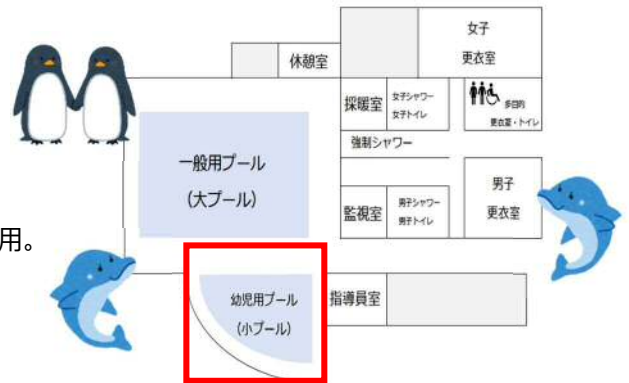 女子
更衣室
休憩室
採暖室
女子シャワー
女子トイレ
多目的
更衣室・トイレ
強制シャワー
一般用プール
(大プール)
監視室
男子シャワー
男子トイレ
男子
更衣室
用。
幼児用プール
(小プール)
指導員室